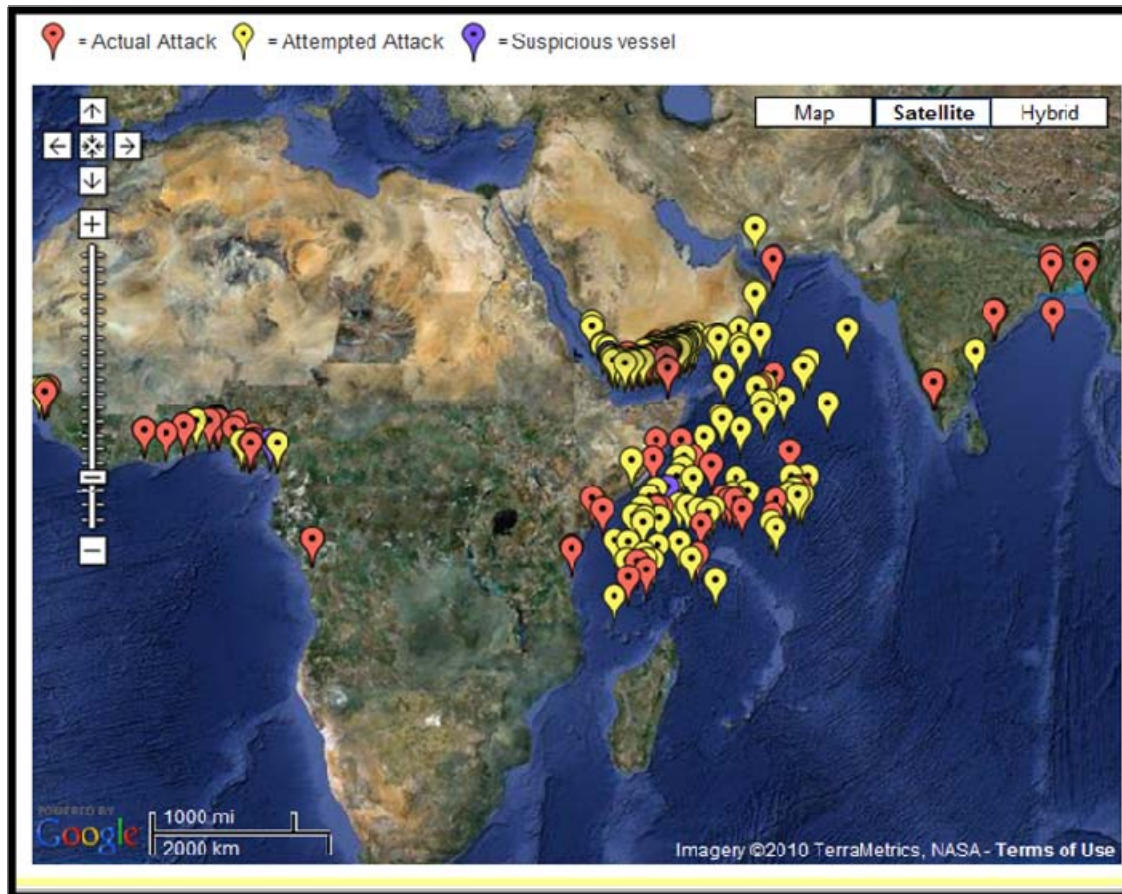 = Actual Attack = Attempted Attack = Suspicious vessel
Map Satellite Hybrid
POWERED BY
Google
1000 mi
2000 km
Imagery ©2010 TerraMetrics, NASA - Terms of Use